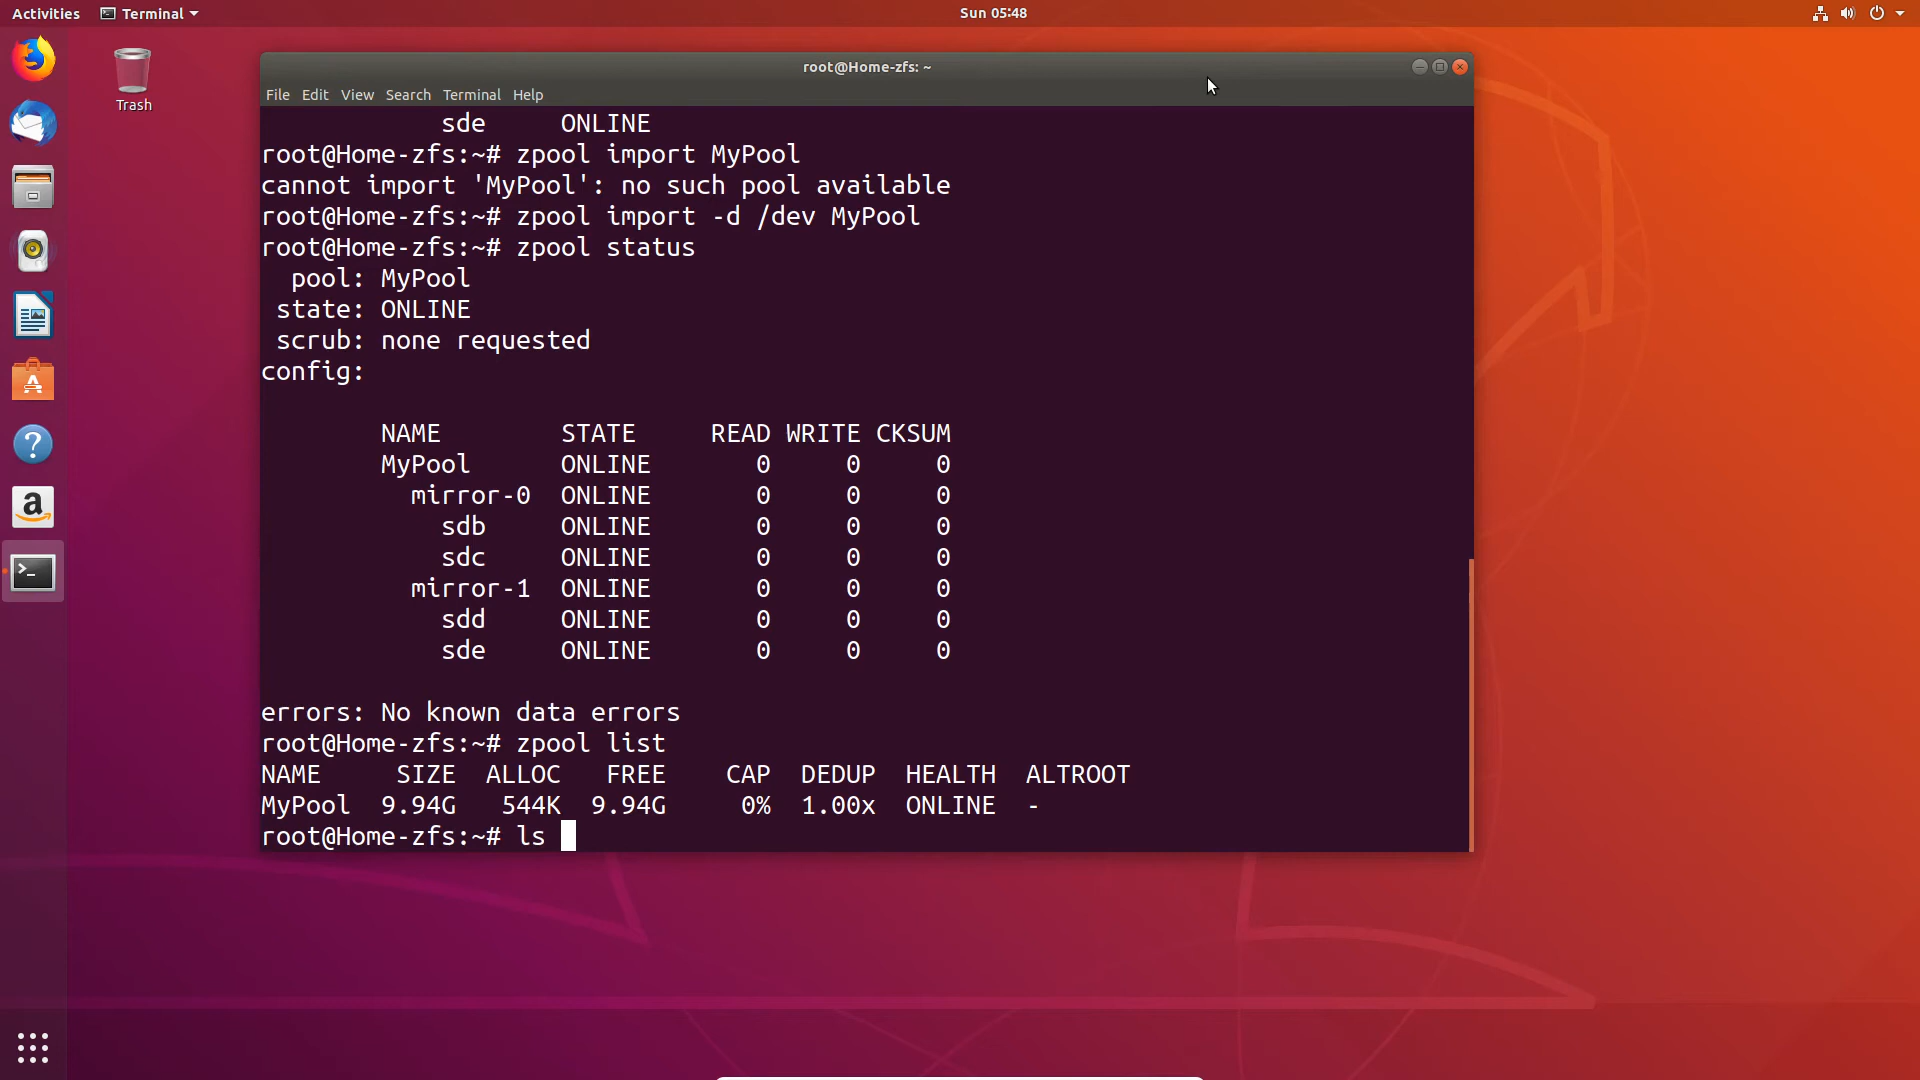 Activities Terminal Sun 05:48
Trash
root@Home-zfs: ~
File Edit View Search Terminal Help
sde ONLINE
root@Home-zfs:~# zpool import MyPool
cannot import 'MyPool': no such pool available
root@Home-zfs:~# zpool import -d /dev MyPool
root@Home-zfs:~# zpool status
pool: MyPool
state: ONLINE
scrub: none requested
config:
NAME STATE READ WRITE CKSUM
MyPool ONLINE 0 0 0
mirror-0 ONLINE 0 0 0
sdb ONLINE 0 0 0
sdc ONLINE 0 0 0
mirror-1 ONLINE 0 0 0
sdd ONLINE 0 0 0
sde ONLINE 0 0 0
errors: No known data errors
root@Home-zfs:~# zpool list
NAME SIZE ALLOC FREE CAP DEDUP HEALTH ALTROOT
MyPool 9.94G 544K 9.94G 0% 1.00x ONLINE -
root@Home-zfs:~# ls